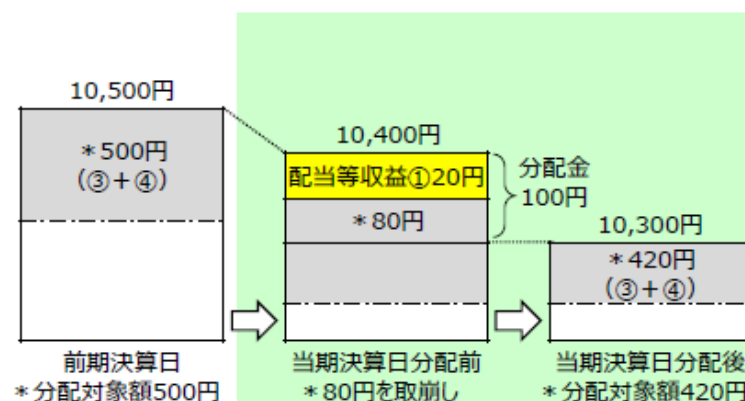 10,500円
*500円
(③+④)
前期決算日
*分配対象額500円
10,400円
配当等収益①20円
*80円
分配金
100円
当期決算日分配前
*80円を取崩し
10,300円
*420円
(③+④)
当期決算日分配後
*分配対象額420円